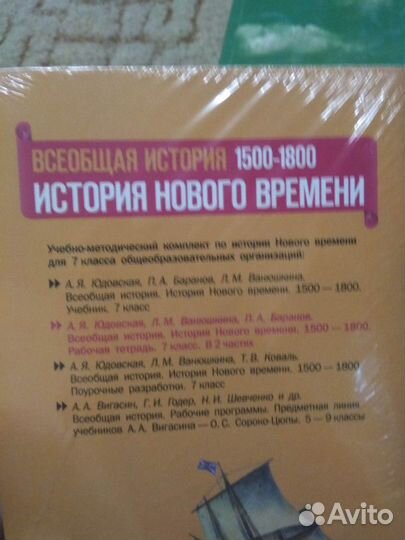 ВСЕОБЩАЯ ИСТОРИЯ 1500-1800
ИСТОРИЯ НОВОГО ВРЕМЕНИ
Учебно-методический комплект по истории Нового времени
для 7 класса общеобразовательных организаций:
А. Я. Юдовская, П. А. Баранов, Л. М. Ванюшкина.
Всеобщая история. История Нового времени. 1500 — 1800.
Учебник. 7 класс
А. Я. Юдовская, Л. М. Ванюшкина, П. А. Баранов.
Всеобщая история. История Нового времени. 1500 — 1800.
Рабочая тетрадь. 7 класс. В 2 частях
А. Я. Юдовская, Л. М. Ванюшкина, Т. В. Коваль.
Всеобщая история. История Нового времени. 1500 — 1800
Поурочные разработки. 7 класс
А. А. Вигасин, Г. И. Годер, Н. И. Шевченко и др.
Всеобщая история. Рабочие программы. Предметная линия
учебников А. А. Вигасина — О. С. Сороко-Цюпы. 5 — 9 классы
Avito